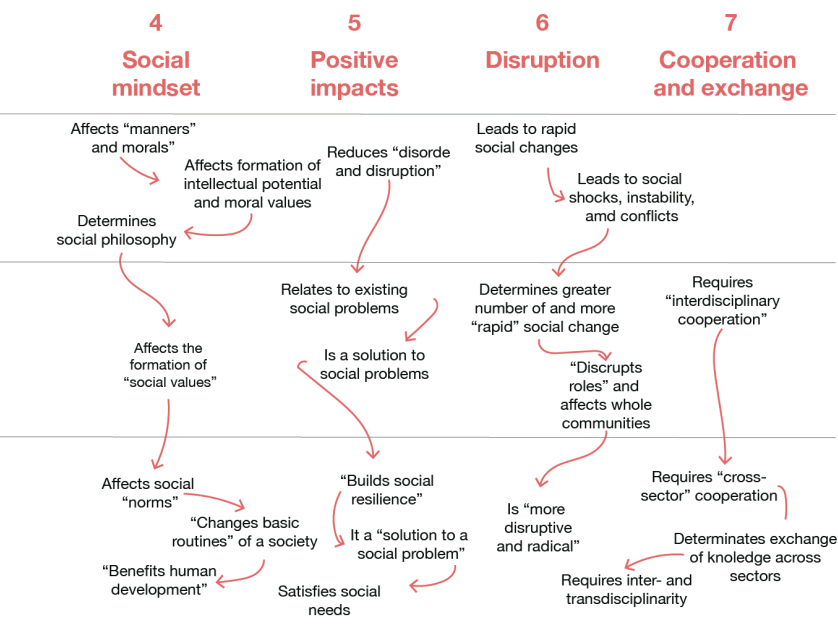 4
Social
mindset
5
Positive
impacts
6
Disruption
7
Cooperation
and exchange
Affects “manners”
and morals”
Affects formation of
intellectual potential
and moral values
Determines
social philosophy
Reduces “disorde
and disruption”
Leads to rapid
social changes
Leads to social
shocks, instability,
amd conflicts
Affects the
formation of
“social values”
Relates to existing
social problems
Is a solution to
social problems
Determines greater
number of and more
“rapid” social change
“Discrupts
roles” and
affects whole
communities
Requires
“interdisciplinary
cooperation”
Affects social
“norms”
“Changes basic
routines” of a society
“Benefits human
development”
“Builds social
resilience”
It a “solution to a
social problem”
Satisfies social
needs
Is “more
disruptive
and radical”
Requires “cross-
sector” cooperation
Determinates exchange
of knoledge across
sectors
Requires inter- and
transdisciplinarity